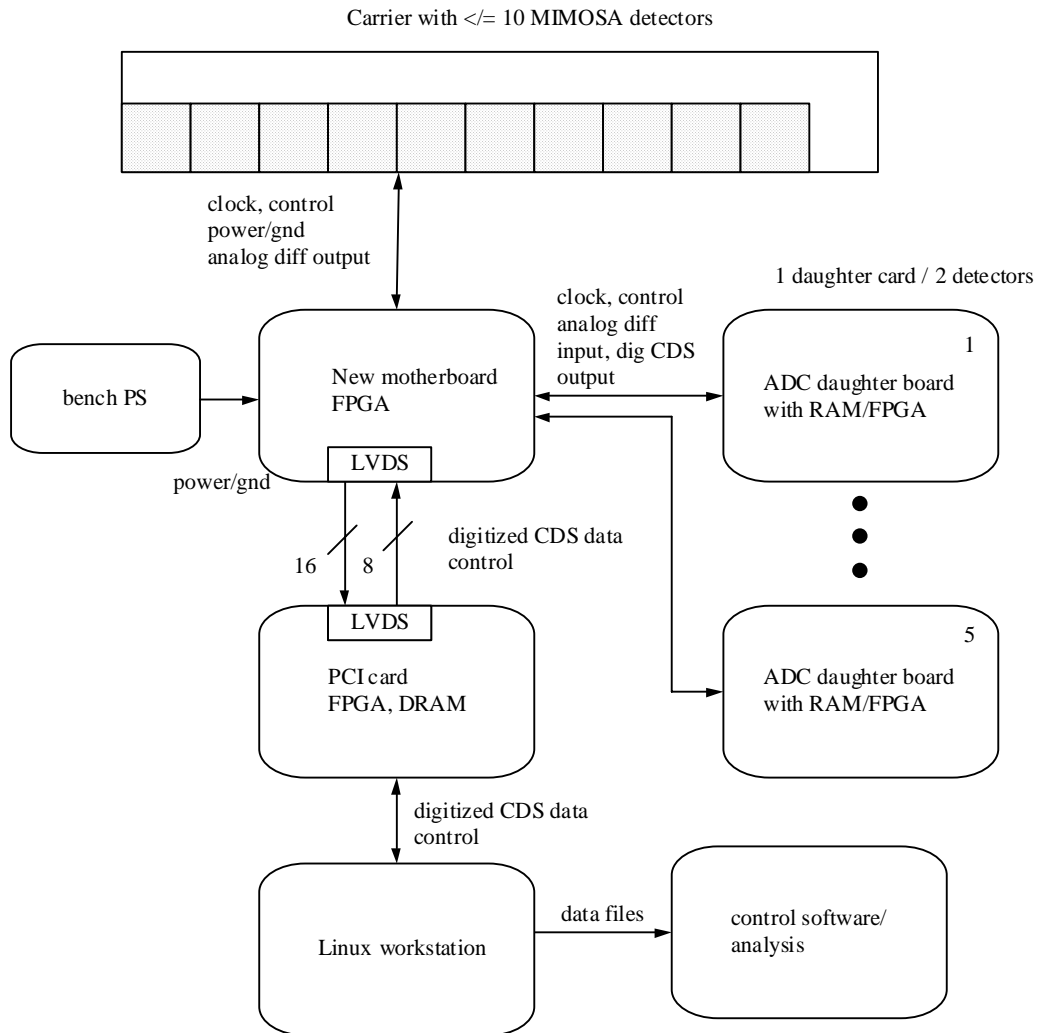 Carrier with </= 10 MIMOSA detectors
clock, control
power/gnd
analog diff output
1 daughter card / 2 detectors
clock, control
analog diff
input, dig CDS
output
1
ADC daughter board
with RAM/FPGA
bench PS
New motherboard
FPGA
LVDS
power/gnd
16
8
digitized CDS data
control
LVDS
PCI card
FPGA, DRAM
5
ADC daughter board
with RAM/FPGA
digitized CDS data
control
Linux workstation
data files
control software/
analysis